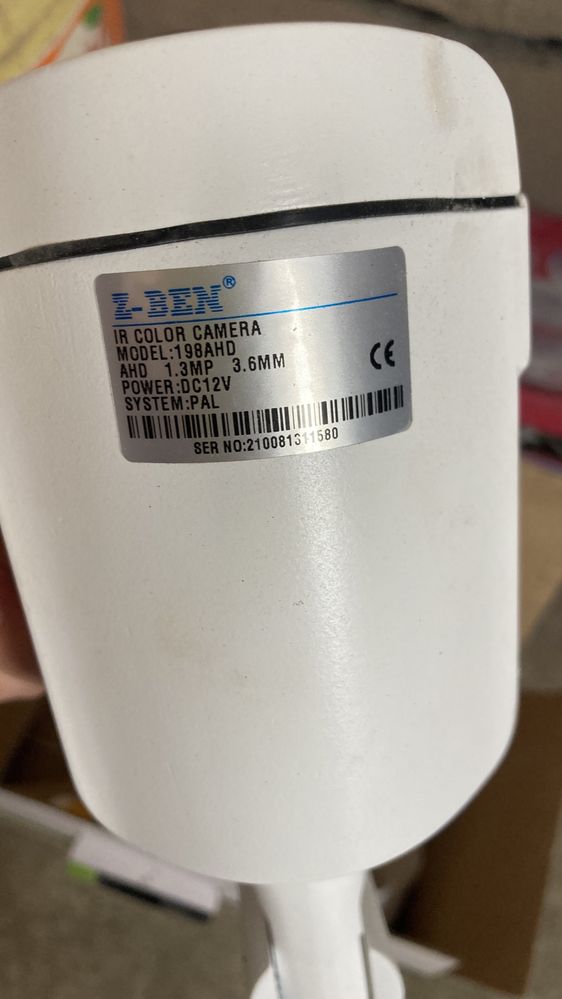 Z-BEN®
IR COLOR CAMERA
MODEL:198AHD
AHD 1.3MP 3.6MM
POWER:DC12V
SYSTEM:PAL
CE
SER NO:210081311580